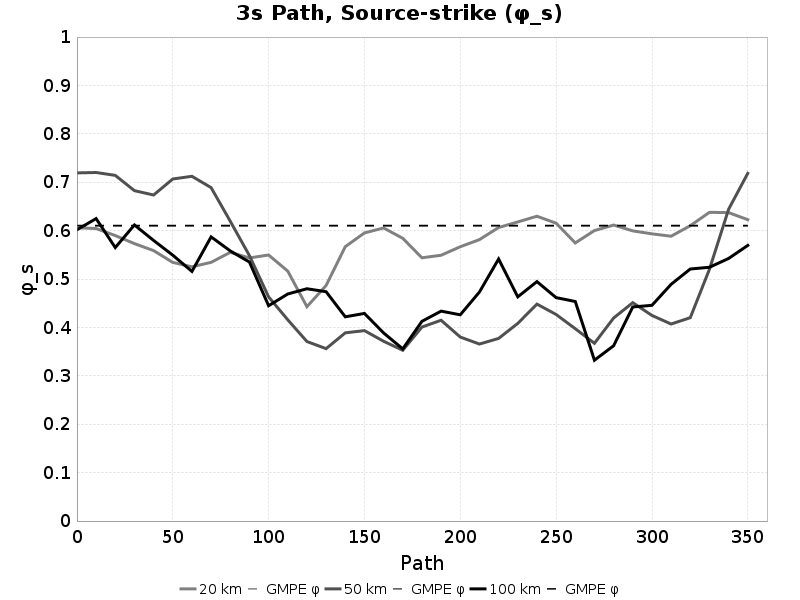 3s Path, Source-strike (φ_s)
1
0.9
0.8
0.7
0.6
0.5
0.4
0.3
0.2
0.1
0
φ_s
0 50 100 150 200 250 300 350
Path
20 km GMPE φ 50 km GMPE φ 100 km GMPE φ